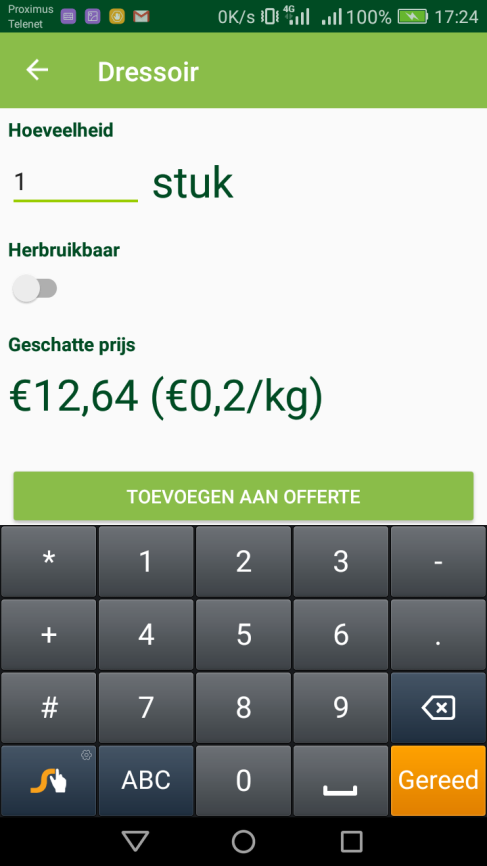 Proximus
Telenet
0K/s 4G 100% 17:24
Dressoir
Hoeveelheid
1 stuk
Herbruikbaar
Geschatte prijs
€12,64 (€0,2/kg)
TOEVOEGEN AAN OFFERTE
* 1 2 3 -
+ 4 5 6 .
# 7 8 9
ABC 0 Gereed